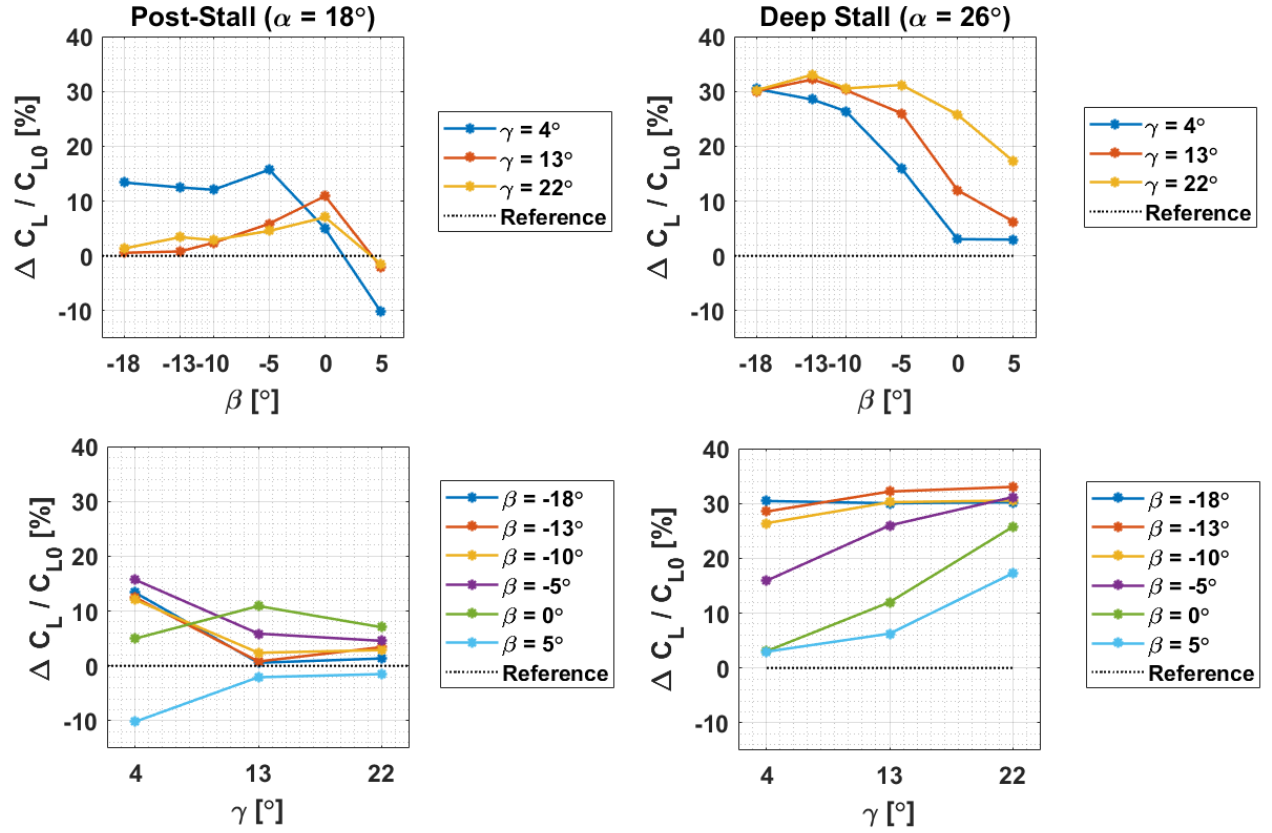 Post-Stall (α = 18°)
40
30
20
10
0
-10
Δ C_L / C_L0 [%]
-18 -13 -10 -5 0 5
β [°]
γ = 4°
γ = 13°
γ = 22°
Reference
Deep Stall (α = 26°)
40
30
20
10
0
-10
Δ C_L / C_L0 [%]
-18 -13 -10 -5 0 5
β [°]
γ = 4°
γ = 13°
γ = 22°
Reference
40
30
20
10
0
-10
Δ C_L / C_L0 [%]
4 13 22
γ [°]
β = -18°
β = -13°
β = -10°
β = -5°
β = 0°
β = 5°
Reference
40
30
20
10
0
-10
Δ C_L / C_L0 [%]
4 13 22
γ [°]
β = -18°
β = -13°
β = -10°
β = -5°
β = 0°
β = 5°
Reference